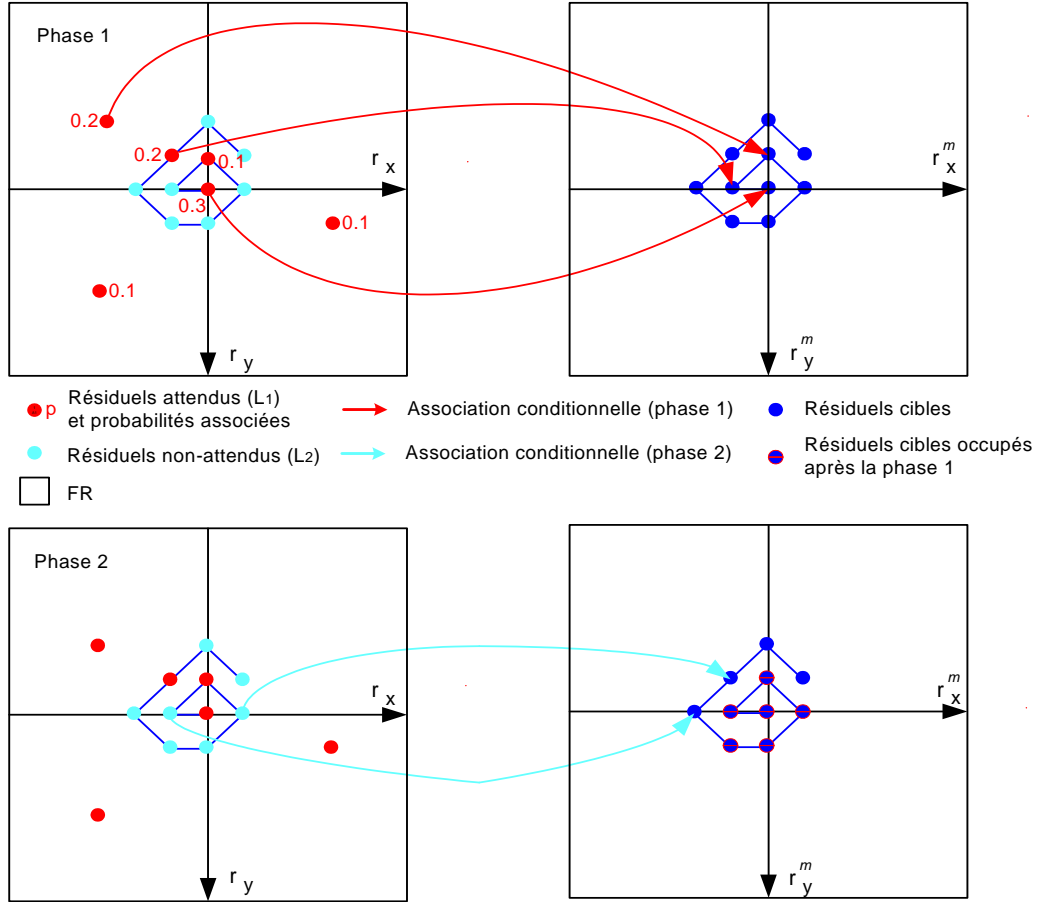 Phase 1
0.2
0.2
0.1
0.3
0.1
0.1
r x
r y
r x m
r y m
p Résiduels attendus (L1)
et probabilités associées
Association conditionnelle (phase 1)
Résiduels cibles
Résiduels non-attendus (L2)
Association conditionnelle (phase 2)
Résiduels cibles occupés
après la phase 1
FR
Phase 2
r x
r y
r x m
r y m